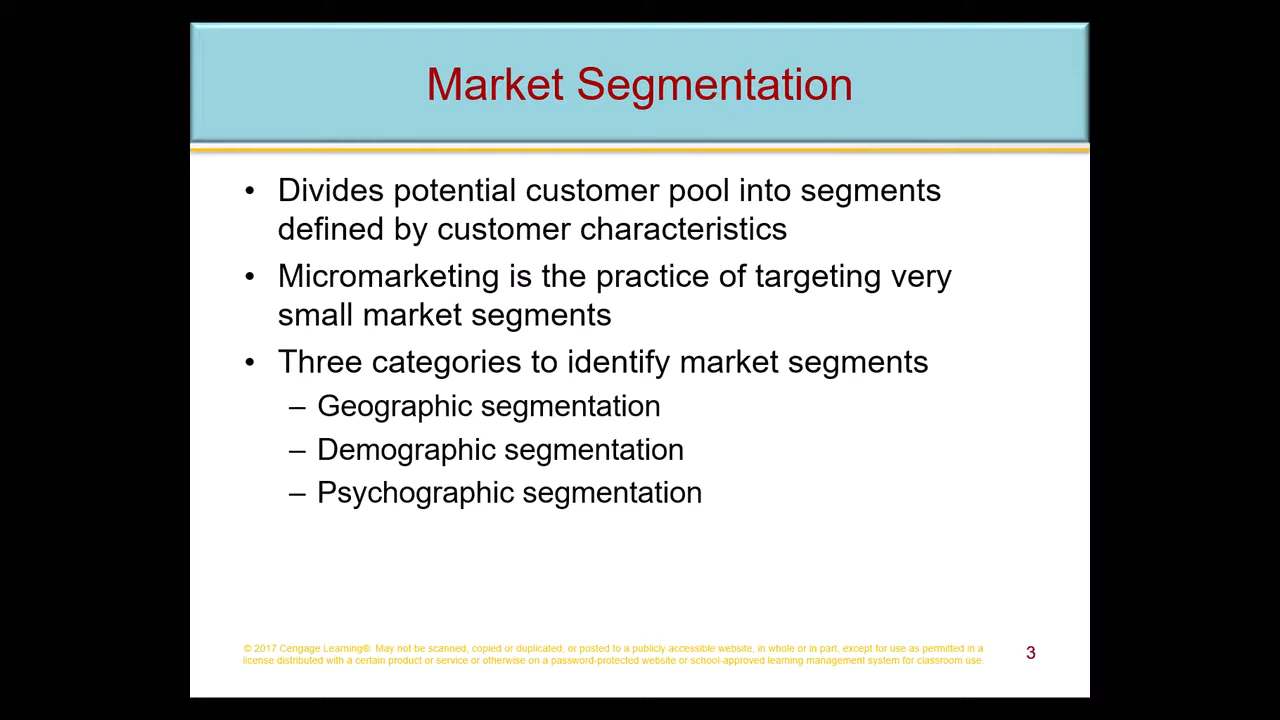 Market Segmentation
• Divides potential customer pool into segments
defined by customer characteristics
• Micromarketing is the practice of targeting very
small market segments
• Three categories to identify market segments
– Geographic segmentation
– Demographic segmentation
– Psychographic segmentation
© 2017 Cengage Learning® May not be scanned, copied or duplicated, or posted to a publicly accessible website, in whole or in part, except for use as permitted in a
license distributed with a certain product or service or otherwise on a password-protected website or school-approved learning management system for classroom use.
3